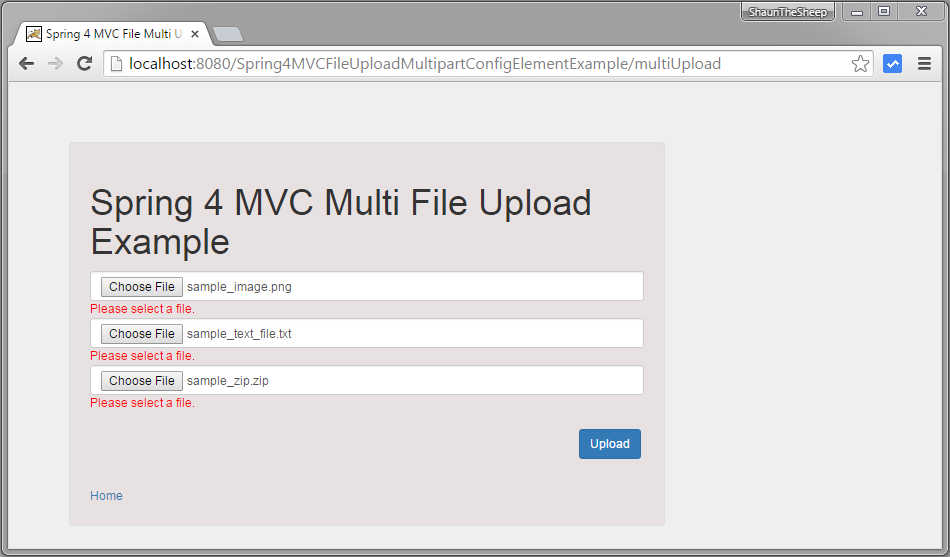 ShaunTheSheep
Spring 4 MVC File Multi U
localhost:8080/Spring4MVCFileUploadMultipartConfigElementExample/multiUpload
Spring 4 MVC Multi File Upload
Example
Choose File sample_image.png
Please select a file.
Choose File sample_text_file.txt
Please select a file.
Choose File sample_zip.zip
Please select a file.
Upload
Home